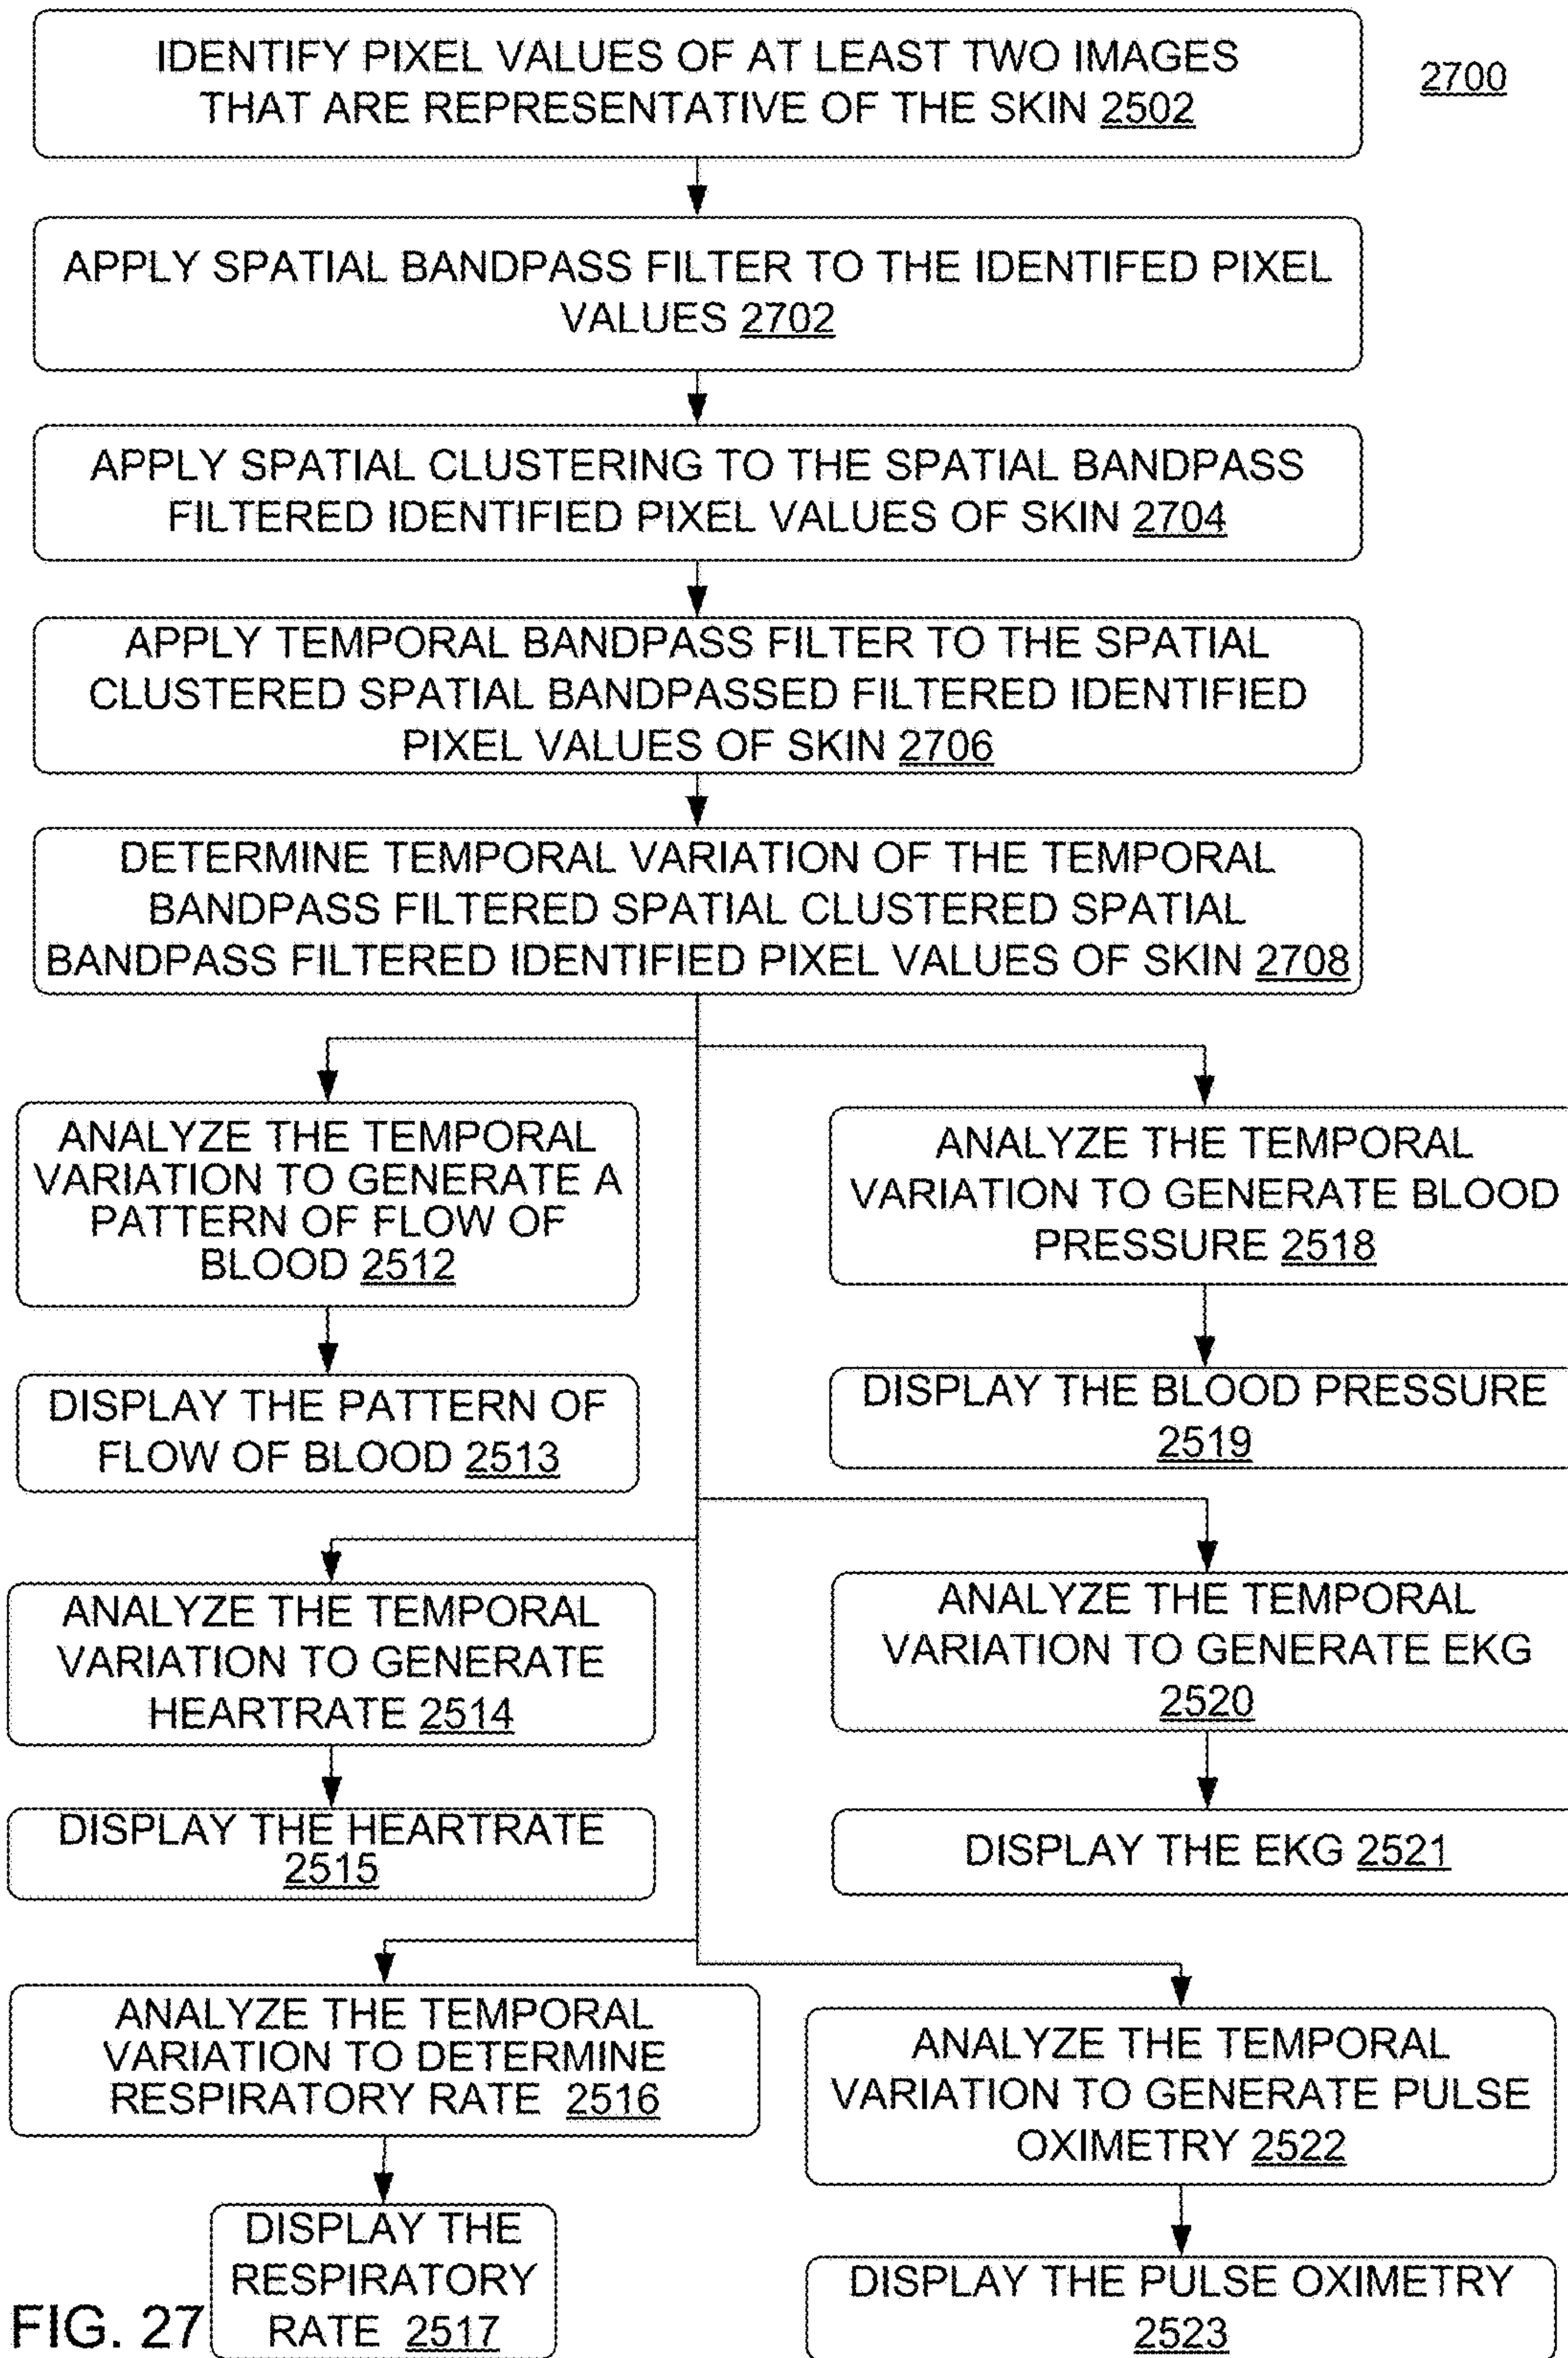 IDENTIFY PIXEL VALUES OF AT LEAST TWO IMAGES
THAT ARE REPRESENTATIVE OF THE SKIN 2502
2700
APPLY SPATIAL BANDPASS FILTER TO THE IDENTIFED PIXEL
VALUES 2702
APPLY SPATIAL CLUSTERING TO THE SPATIAL BANDPASS
FILTERED IDENTIFIED PIXEL VALUES OF SKIN 2704
APPLY TEMPORAL BANDPASS FILTER TO THE SPATIAL
CLUSTERED SPATIAL BANDPASSED FILTERED IDENTIFIED
PIXEL VALUES OF SKIN 2706
DETERMINE TEMPORAL VARIATION OF THE TEMPORAL
BANDPASS FILTERED SPATIAL CLUSTERED SPATIAL
BANDPASS FILTERED IDENTIFIED PIXEL VALUES OF SKIN 2708
ANALYZE THE TEMPORAL
VARIATION TO GENERATE A
PATTERN OF FLOW OF
BLOOD 2512
DISPLAY THE PATTERN OF
FLOW OF BLOOD 2513
ANALYZE THE TEMPORAL
VARIATION TO GENERATE BLOOD
PRESSURE 2518
DISPLAY THE BLOOD PRESSURE
2519
ANALYZE THE TEMPORAL
VARIATION TO GENERATE
HEARTRATE 2514
DISPLAY THE HEARTRATE
2515
ANALYZE THE TEMPORAL
VARIATION TO GENERATE EKG
2520
DISPLAY THE EKG 2521
ANALYZE THE TEMPORAL
VARIATION TO DETERMINE
RESPIRATORY RATE 2516
DISPLAY THE
RESPIRATORY
RATE 2517
ANALYZE THE TEMPORAL
VARIATION TO GENERATE PULSE
OXIMETRY 2522
DISPLAY THE PULSE OXIMETRY
2523
FIG. 27